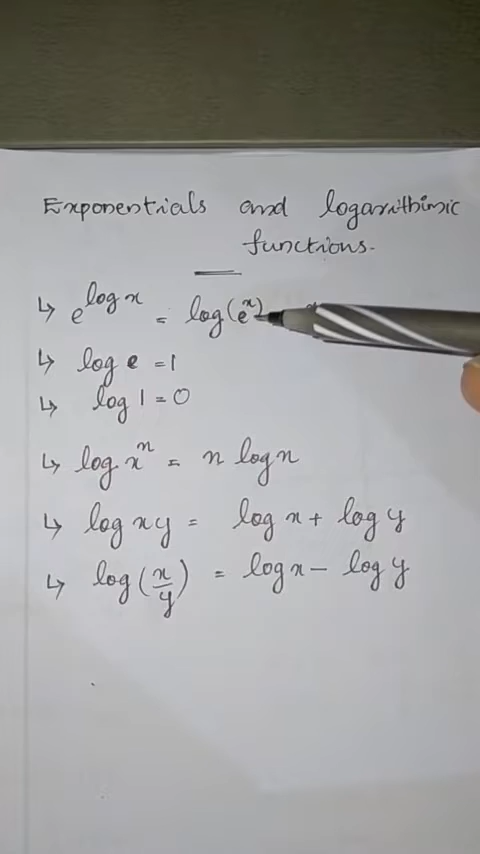 Exponentials and logarithimic
functions.
↳ e^{log x} = log(e^x)
↳ log e = 1
↳ log 1 = 0
↳ log x^n = n log x
↳ log xy = log x + log y
↳ log(x/y) = log x - log y